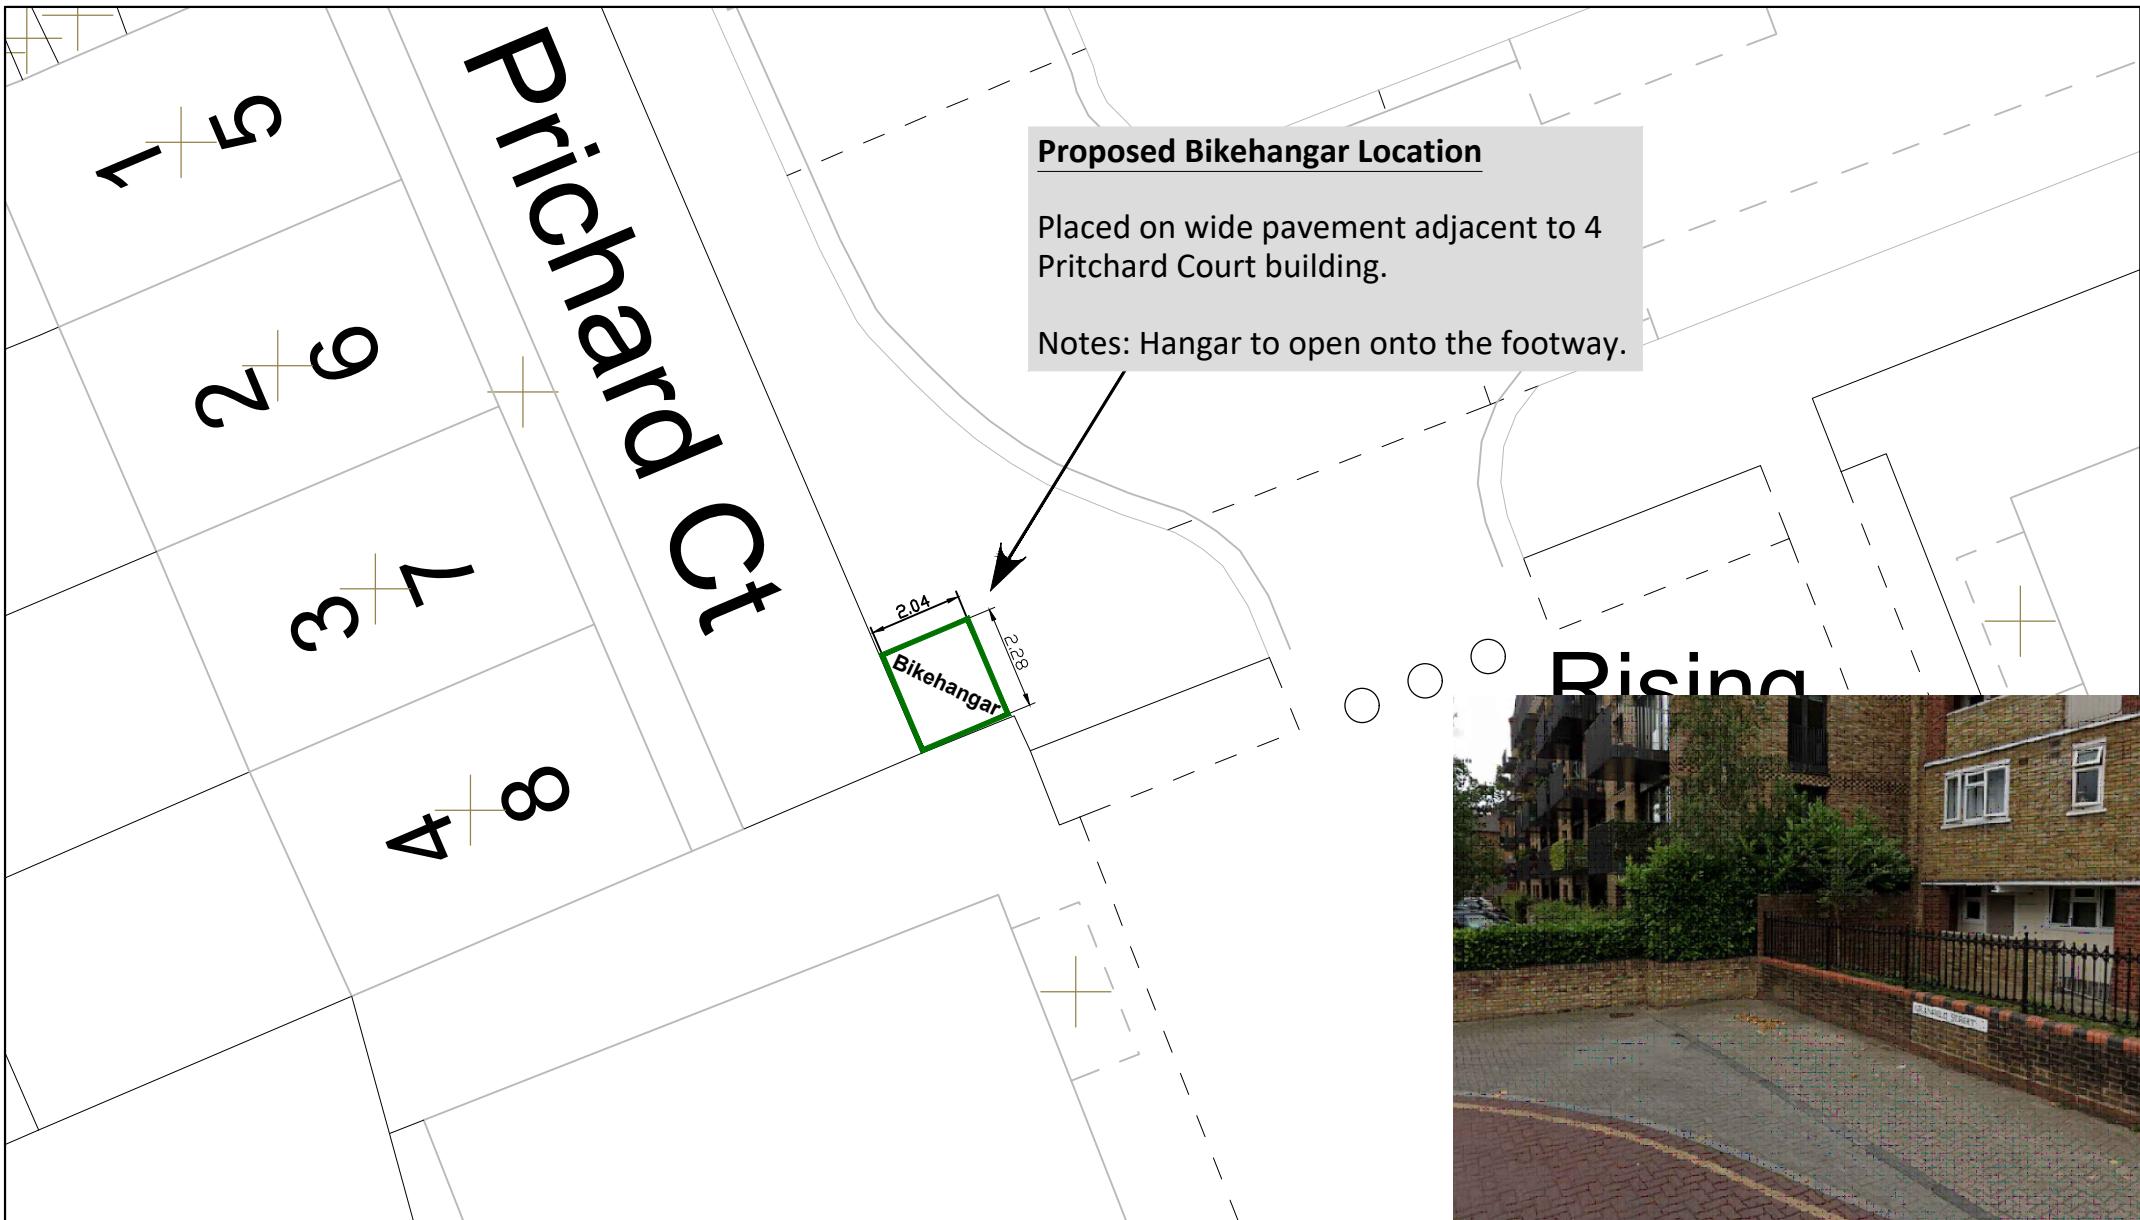 Prichard Ct
1 5
2 6
3 7
4 8
Proposed Bikehangar Location
Placed on wide pavement adjacent to 4
Pritchard Court building.
Notes: Hangar to open onto the footway.
2.04
2.28
Bikehangar
Rising